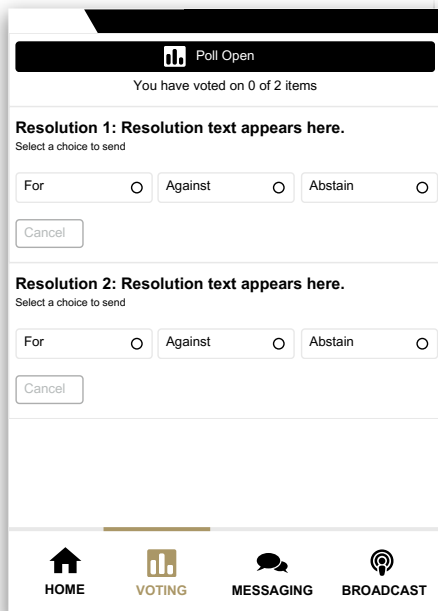 Poll Open
You have voted on 0 of 2 items
Resolution 1: Resolution text appears here.
Select a choice to send
For Against Abstain
Cancel
Resolution 2: Resolution text appears here.
Select a choice to send
For Against Abstain
Cancel
HOME VOTING MESSAGING BROADCAST